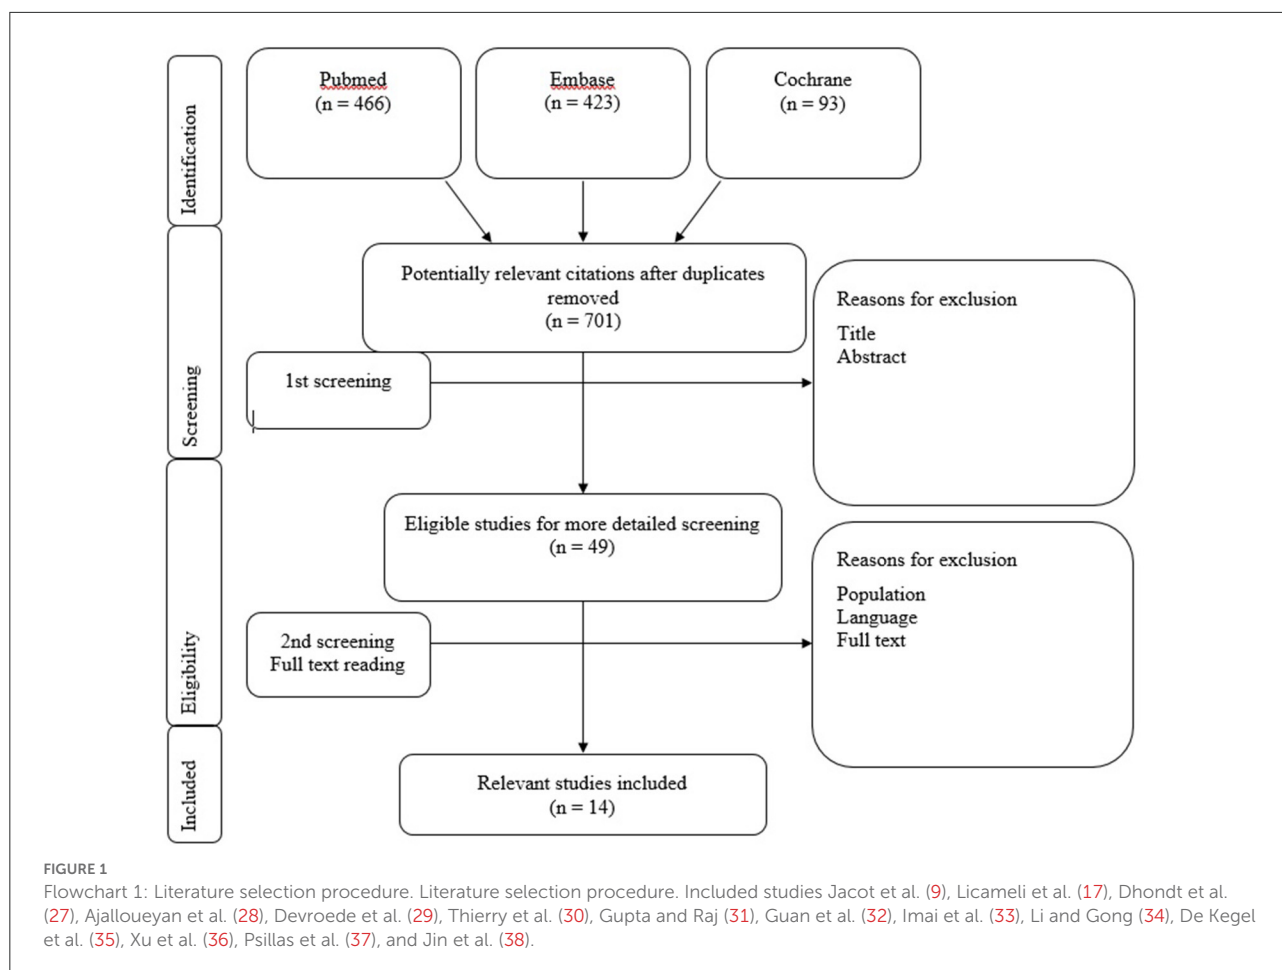 Identification
Pubmed
(n = 466)
Embase
(n = 423)
Cochrane
(n = 93)
Screening
Potentially relevant citations after duplicates
removed
(n = 701)
1st screening
Reasons for exclusion
Title
Abstract
Eligibility
Eligible studies for more detailed screening
(n = 49)
2nd screening
Full text reading
Reasons for exclusion
Population
Language
Full text
Included
Relevant studies included
(n = 14)
FIGURE 1
Flowchart 1: Literature selection procedure. Literature selection procedure. Included studies Jacot et al. (9), Licameli et al. (17), Dhondt et al.
(27), Ajalloueyan et al. (28), Devroede et al. (29), Thierry et al. (30), Gupta and Raj (31), Guan et al. (32), Imai et al. (33), Li and Gong (34), De Kegel
et al. (35), Xu et al. (36), Psillas et al. (37), and Jin et al. (38).